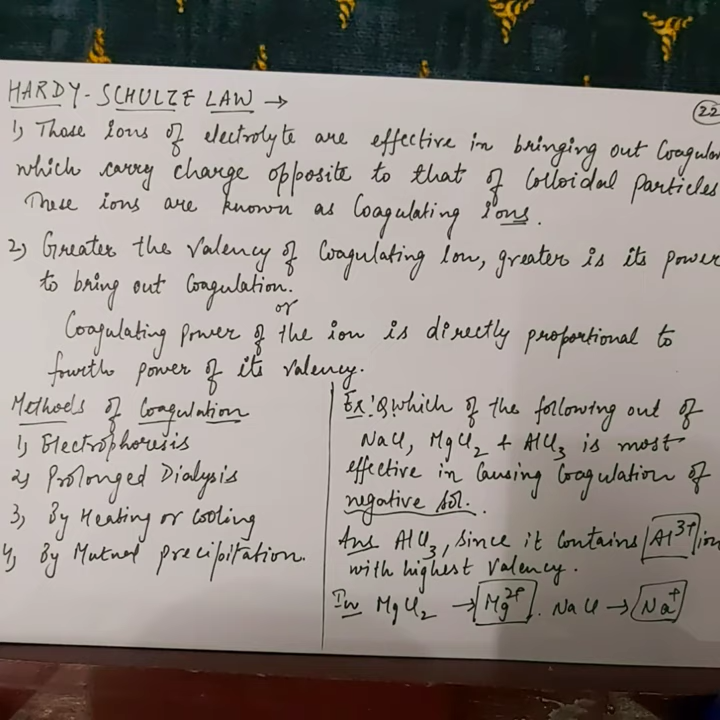 HARDY-SCHULZE LAW →
22
1) Those ions of electrolyte are effective in bringing out Coagula
which carry charge opposite to that of Colloidal Particles
These ions are known as Coagulating ions.
2) Greater the Valency of Coagulating Ion, greater is its power
to bring out Coagulation.
or
Coagulating power of the ion is directly proportional to
fourth power of its valency.
Methods of Coagulation
1) Electrophoresis
2) Prolonged Dialysis
3, By Heating or Cooling
4, By Mutual precipitation.
Ex: Q which of the following out of
NaCl, MgCl2 + AlCl3 is most
effective in Causing Coagulation of
negative Sol.
Ans AlCl3, since it contains Al3+ ion
with highest Valency.
In MgCl2 → Mg2+. NaCl → Na+